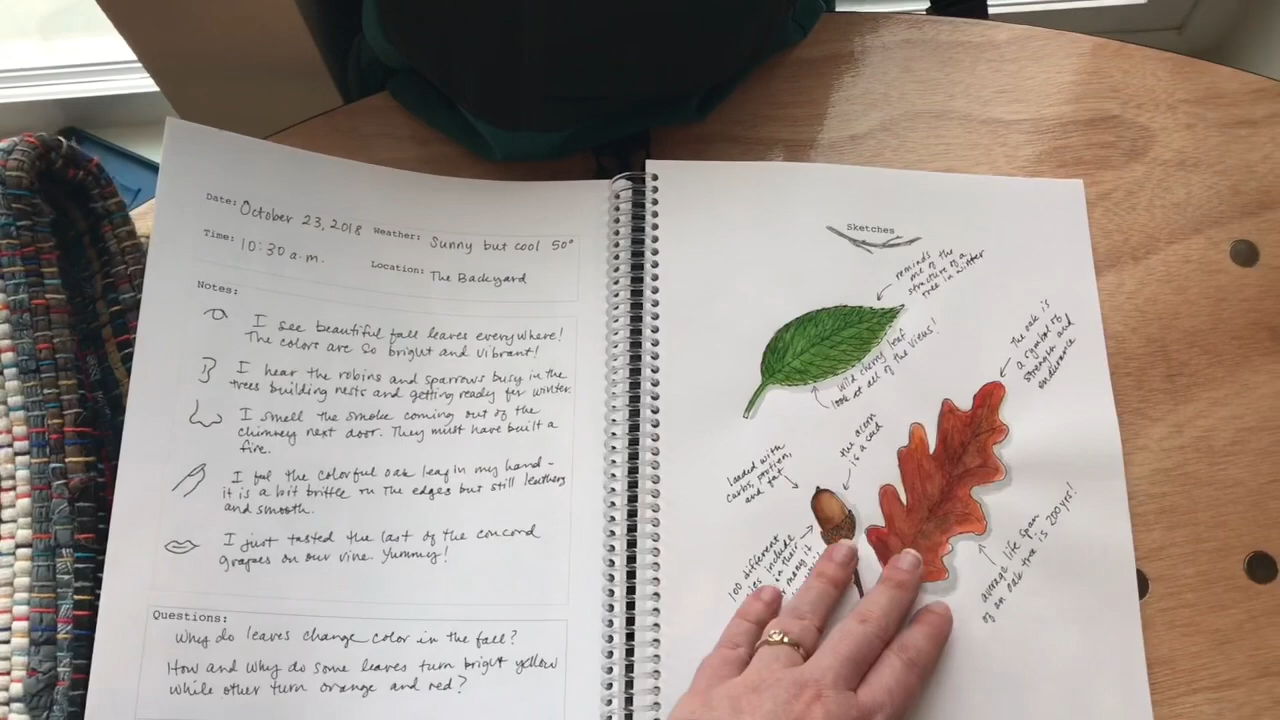 Date: October 23, 2018
Weather: Sunny but cool 50°
Time: 10:30 a.m.
Location: The Backyard
Notes:
I see beautiful fall leaves everywhere!
The colors are so bright and vibrant!
I hear the robins and sparrows busy in the
trees building nests and getting ready for winter.
I smell the smoke coming out of the
chimney next door. They must have built a
fire.
I feel the colorful oak leaf in my hand -
it is a bit brittle on the edges but still leathery
and smooth.
I just tasted the last of the concord
grapes on our vine. Yummy!
Questions:
Why do leaves change color in the fall?
How and why do some leaves turn bright yellow
while other turn orange and red?
Sketches
reminds
me of the
structure of a
tree in winter
wild cherry leaf
look at all of the viens!
The oak is
a symbol of
strength and
endurance
the acorn
is a seed
loaded with
carbs, protien,
and fat
100 different
include
in their
many it
average life span
of an oak tree is 200 yrs!